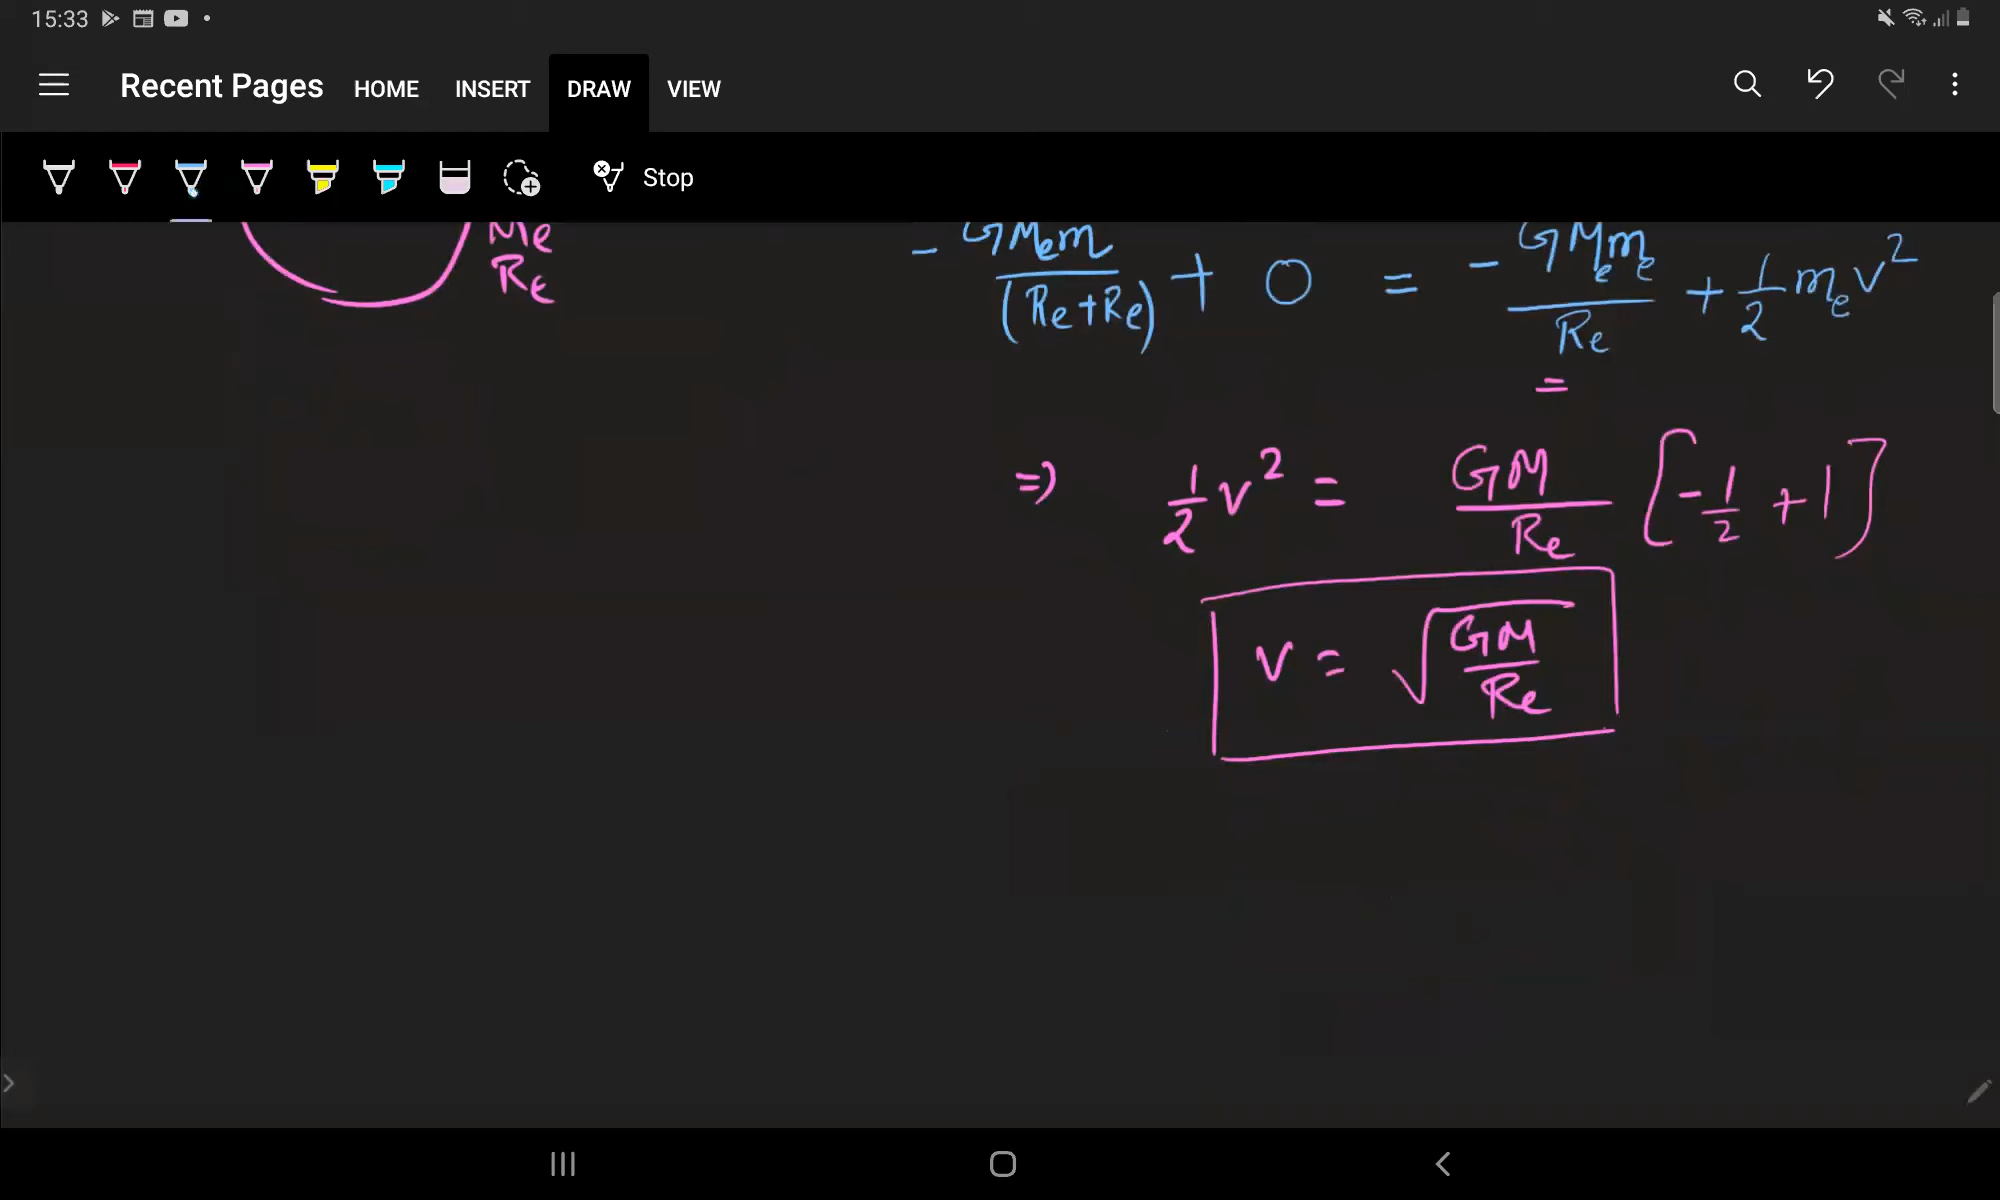 15:33
Recent Pages HOME INSERT DRAW VIEW
Stop
Me
Re
- GMem/(Re+Re) + 0 = - GMeme/Re + 1/2 mev²
=
⇒ 1/2 v² = GM/Re [-1/2 + 1]
v = √(GM/Re)